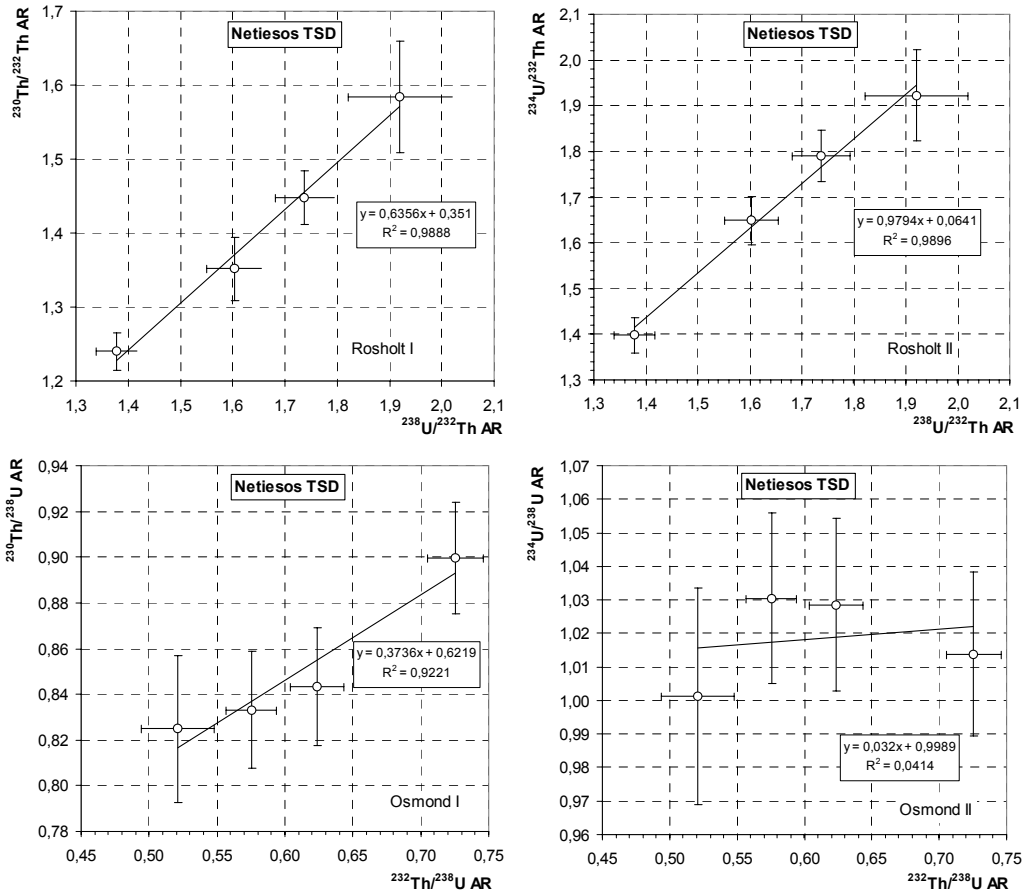 Netiesos TSD
²³⁰Th/²³²Th AR
1,7
1,6
1,5
1,4
1,3
1,2
y = 0,6356x + 0,351
R² = 0,9888
Rosholt I
1,3 1,4 1,5 1,6 1,7 1,8 1,9 2,0 2,1
²³⁸U/²³²Th AR
Netiesos TSD
²³⁴U/²³²Th AR
2,1
2,0
1,9
1,8
1,7
1,6
1,5
1,4
1,3
y = 0,9794x + 0,0641
R² = 0,9896
Rosholt II
1,3 1,4 1,5 1,6 1,7 1,8 1,9 2,0 2,1
²³⁸U/²³²Th AR
Netiesos TSD
²³⁰Th/²³⁸U AR
0,94
0,92
0,90
0,88
0,86
0,84
0,82
0,80
0,78
y = 0,3736x + 0,6219
R² = 0,9221
Osmond I
0,45 0,50 0,55 0,60 0,65 0,70 0,75
²³²Th/²³⁸U AR
Netiesos TSD
²³⁴U/²³⁸U AR
1,07
1,06
1,05
1,04
1,03
1,02
1,01
1,00
0,99
0,98
0,97
0,96
y = 0,032x + 0,9989
R² = 0,0414
Osmond II
0,45 0,50 0,55 0,60 0,65 0,70 0,75
²³²Th/²³⁸U AR